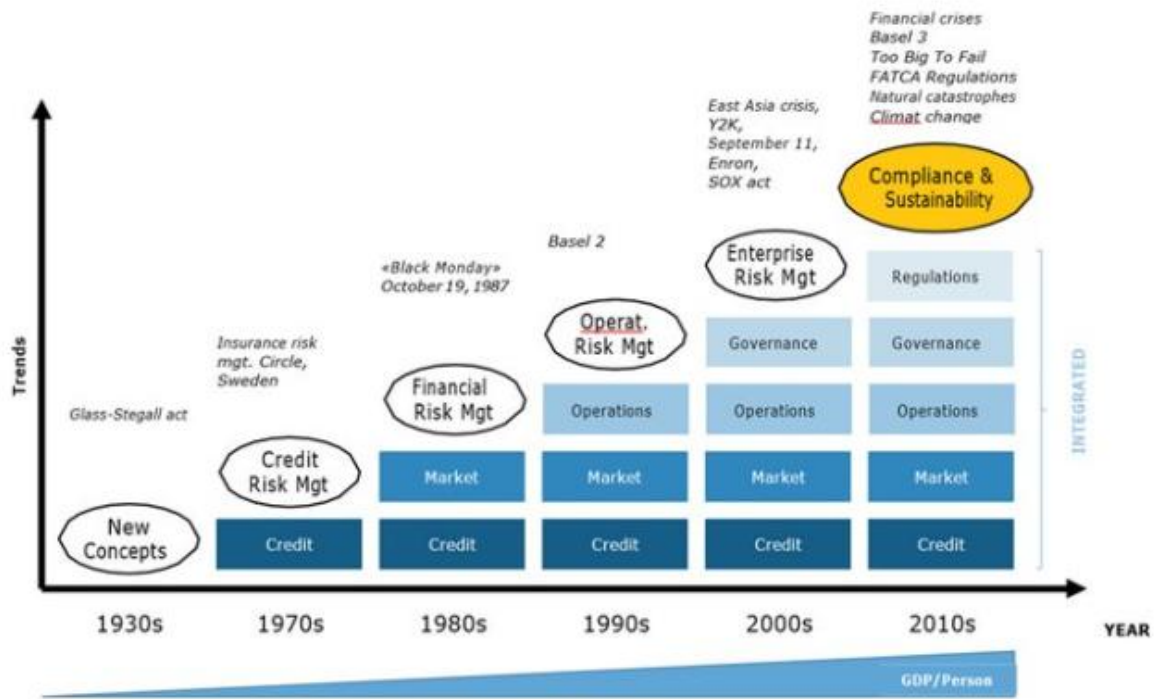 Financial crises
Basel 3
Too Big To Fail
FATCA Regulations
Natural catastrophes
Climat change
East Asia crisis,
Y2K,
September 11,
Enron,
SOX act
Compliance &
Sustainability
Basel 2
Enterprise
Risk Mgt
«Black Monday»
October 19, 1987
Regulations
Operat.
Risk Mgt
Governance
Governance
Insurance risk
mgt. Circle,
Sweden
Trends
Financial
Risk Mgt
Operations
Operations
Operations
Glass-Stegall act
INTEGRATED
Credit
Risk Mgt
Market
Market
Market
Market
New
Concepts
Credit
Credit
Credit
Credit
Credit
1930s
1970s
1980s
1990s
2000s
2010s
YEAR
GDP/Person